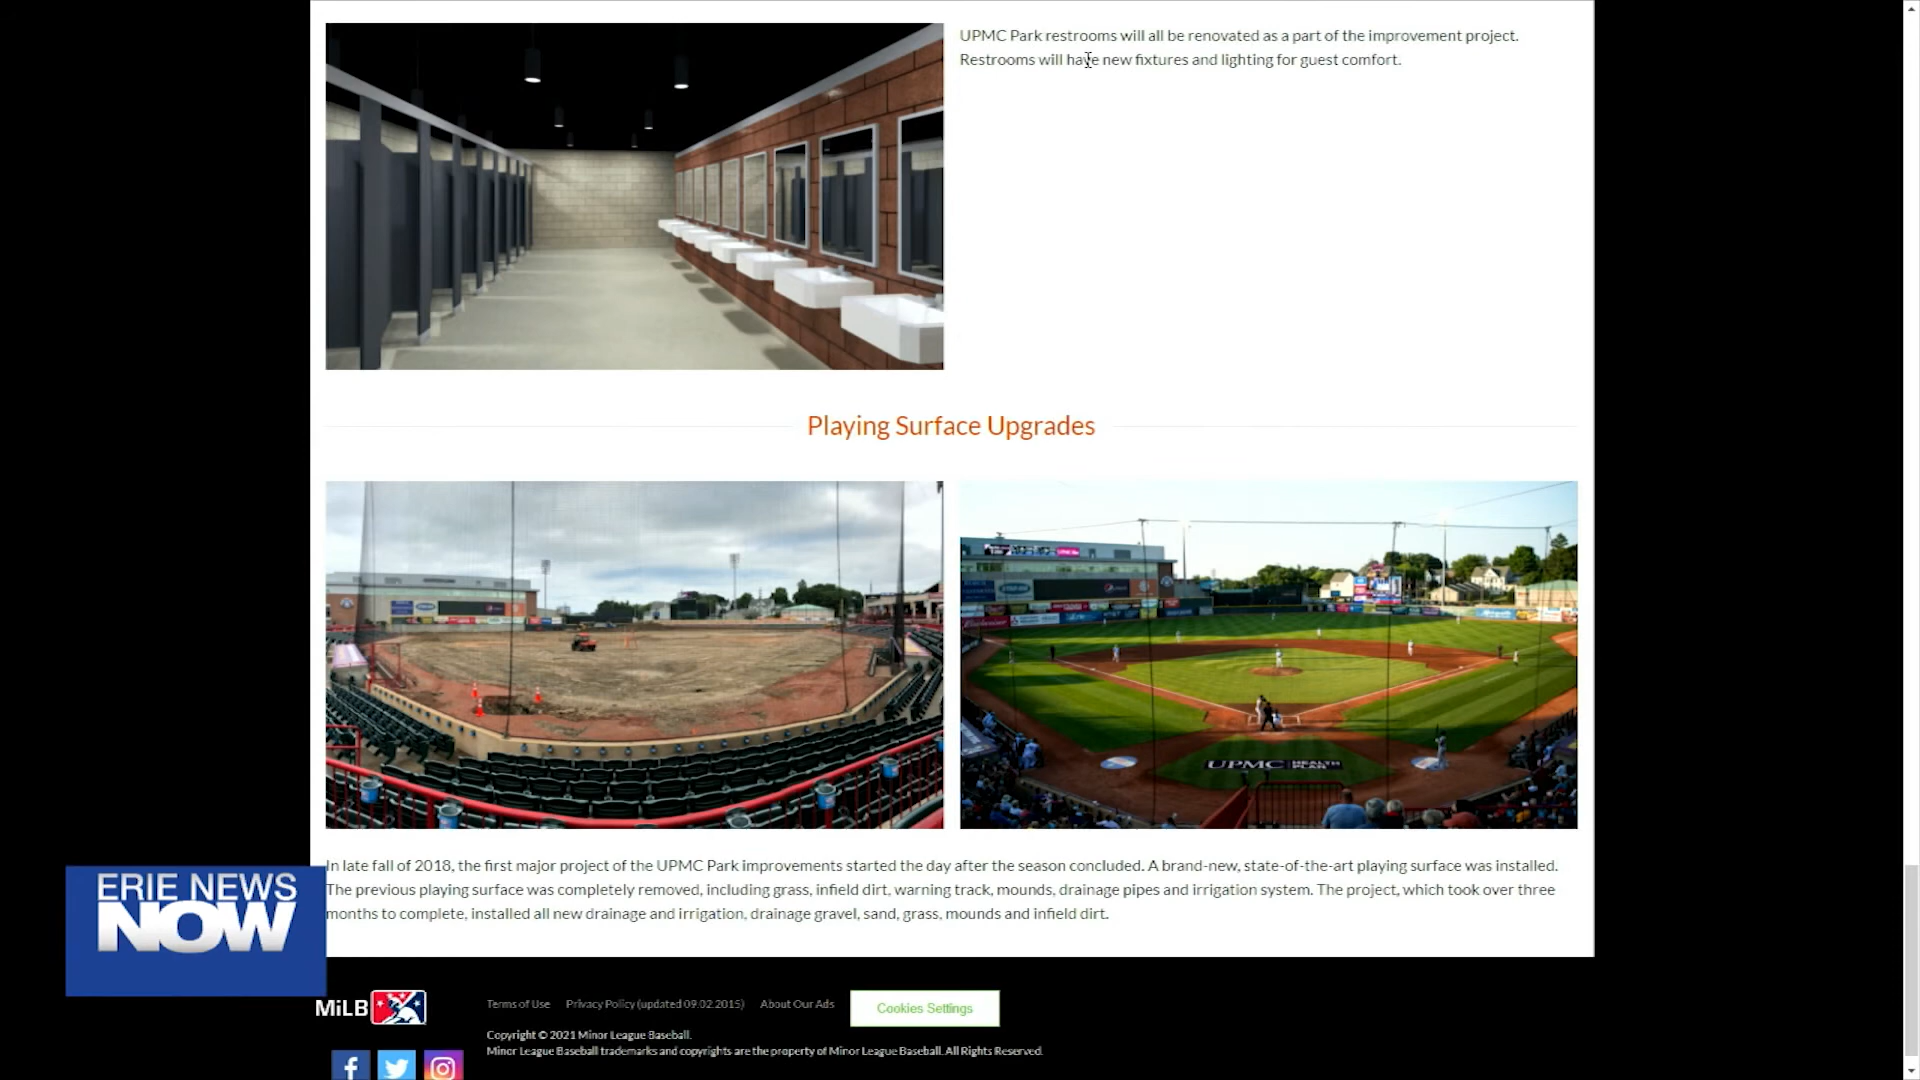 UPMC Park restrooms will all be renovated as a part of the improvement project.
Restrooms will have new fixtures and lighting for guest comfort.
Playing Surface Upgrades
UPMC HEALTH PLAN
In late fall of 2018, the first major project of the UPMC Park improvements started the day after the season concluded. A brand-new, state-of-the-art playing surface was installed.
The previous playing surface was completely removed, including grass, infield dirt, warning track, mounds, drainage pipes and irrigation system. The project, which took over three
months to complete, installed all new drainage and irrigation, drainage gravel, sand, grass, mounds and infield dirt.
ERIE NEWS
NOW
MiLB
Terms of Use Privacy Policy (updated 09.02.2015) About Our Ads Cookies Settings
Copyright © 2021 Minor League Baseball.
Minor League Baseball trademarks and copyrights are the property of Minor League Baseball. All Rights Reserved.